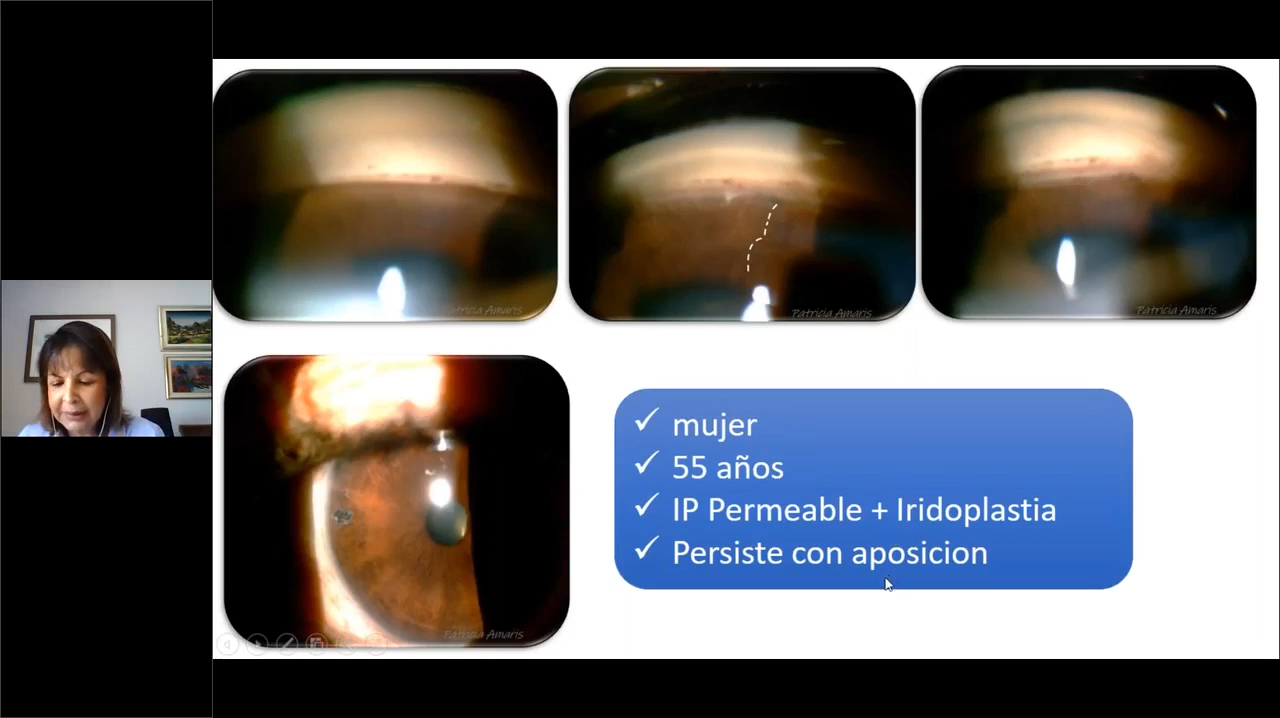 Patricia Amaris
Patricia Amaris
Patricia Amaris
mujer
55 años
IP Permeable + Iridoplastia
Persiste con aposicion
Patricia Amaris